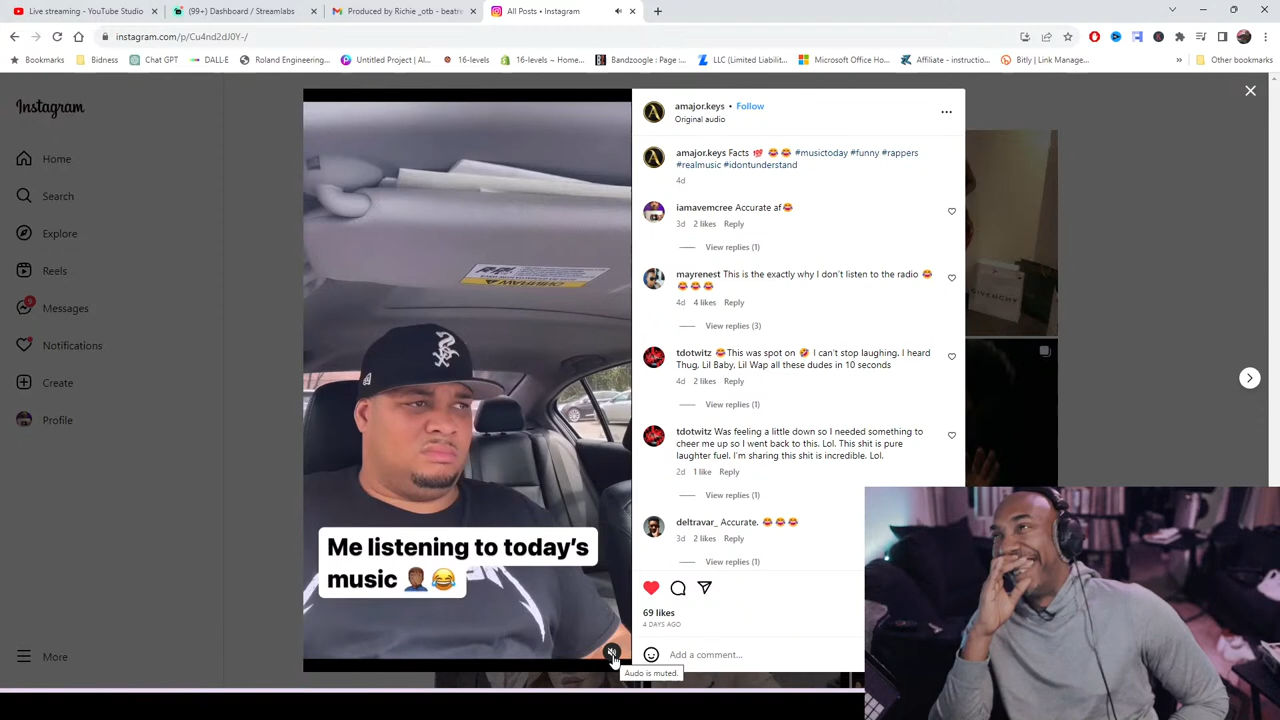 Live streaming - YouTube Studio
(99+) Dashboard / Streamlabs
Produced by Richie _otb - beatre
All Posts • Instagram
instagram.com/p/Cu4nd2dJ0Y-/
Bookmarks
Bidness
Chat GPT
DALL-E
Roland Engineering...
Untitled Project | Al...
16-levels
16-levels ~ Home...
Bandzoogle : Page :...
LLC (Limited Liabilit...
Microsoft Office Ho...
Affiliate - instructio...
Bitly | Link Manage...
Other bookmarks
Instagram
Home
Search
Explore
Reels
9
Messages
Notifications
Create
Profile
More
Me listening to today's
music 🤦🏾‍♂️😂
Audo is muted.
amajor.keys • Follow
Original audio
amajor.keys Facts 💯 😂😂 #musictoday #funny #rappers
#realmusic #idontunderstand
4d
iamavemcree Accurate af😂
3d 2 likes Reply
View replies (1)
mayrenest This is the exactly why I don't listen to the radio 😂
😂😂😂
4d 4 likes Reply
View replies (3)
tdotwitz 😂This was spot on 🤣 I can't stop laughing. I heard
Thug, Lil Baby, Lil Wap all these dudes in 10 seconds
4d 2 likes Reply
View replies (1)
tdotwitz Was feeling a little down so I needed something to
cheer me up so I went back to this. Lol. This shit is pure
laughter fuel. I'm sharing this shit is incredible. Lol.
2d 1 like Reply
View replies (1)
deltravar_ Accurate. 😂😂😂
3d 2 likes Reply
View replies (1)
69 likes
4 DAYS AGO
Add a comment...
GIVENCHY